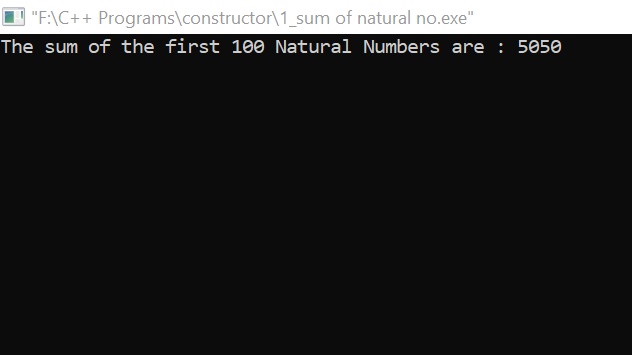 "F:\C++ Programs\constructor\1_sum of natural no.exe"
The sum of the first 100 Natural Numbers are : 5050